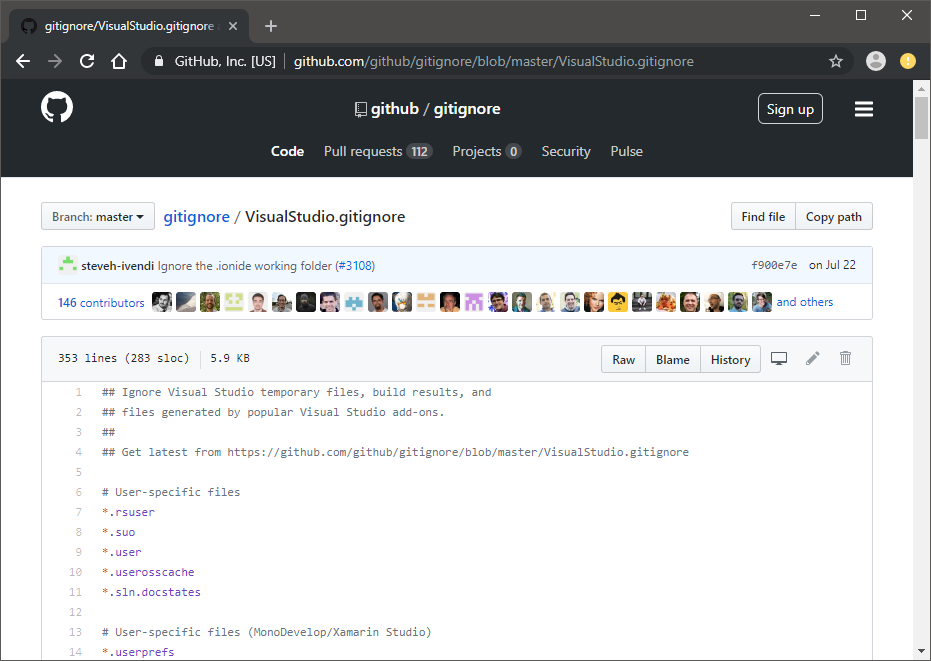 gitignore/VisualStudio.gitignore
GitHub, Inc. [US] github.com/github/gitignore/blob/master/VisualStudio.gitignore
github / gitignore
Sign up
Code Pull requests 112 Projects 0 Security Pulse
Branch: master gitignore / VisualStudio.gitignore Find file Copy path
steveh-ivendi Ignore the .ionide working folder (#3108) f900e7e on Jul 22
146 contributors and others
353 lines (283 sloc) 5.9 KB Raw Blame History
1 ## Ignore Visual Studio temporary files, build results, and
2 ## files generated by popular Visual Studio add-ons.
3 ##
4 ## Get latest from https://github.com/github/gitignore/blob/master/VisualStudio.gitignore
5
6 # User-specific files
7 *.rsuser
8 *.suo
9 *.user
10 *.userosscache
11 *.sln.docstates
12
13 # User-specific files (MonoDevelop/Xamarin Studio)
14 *.userprefs